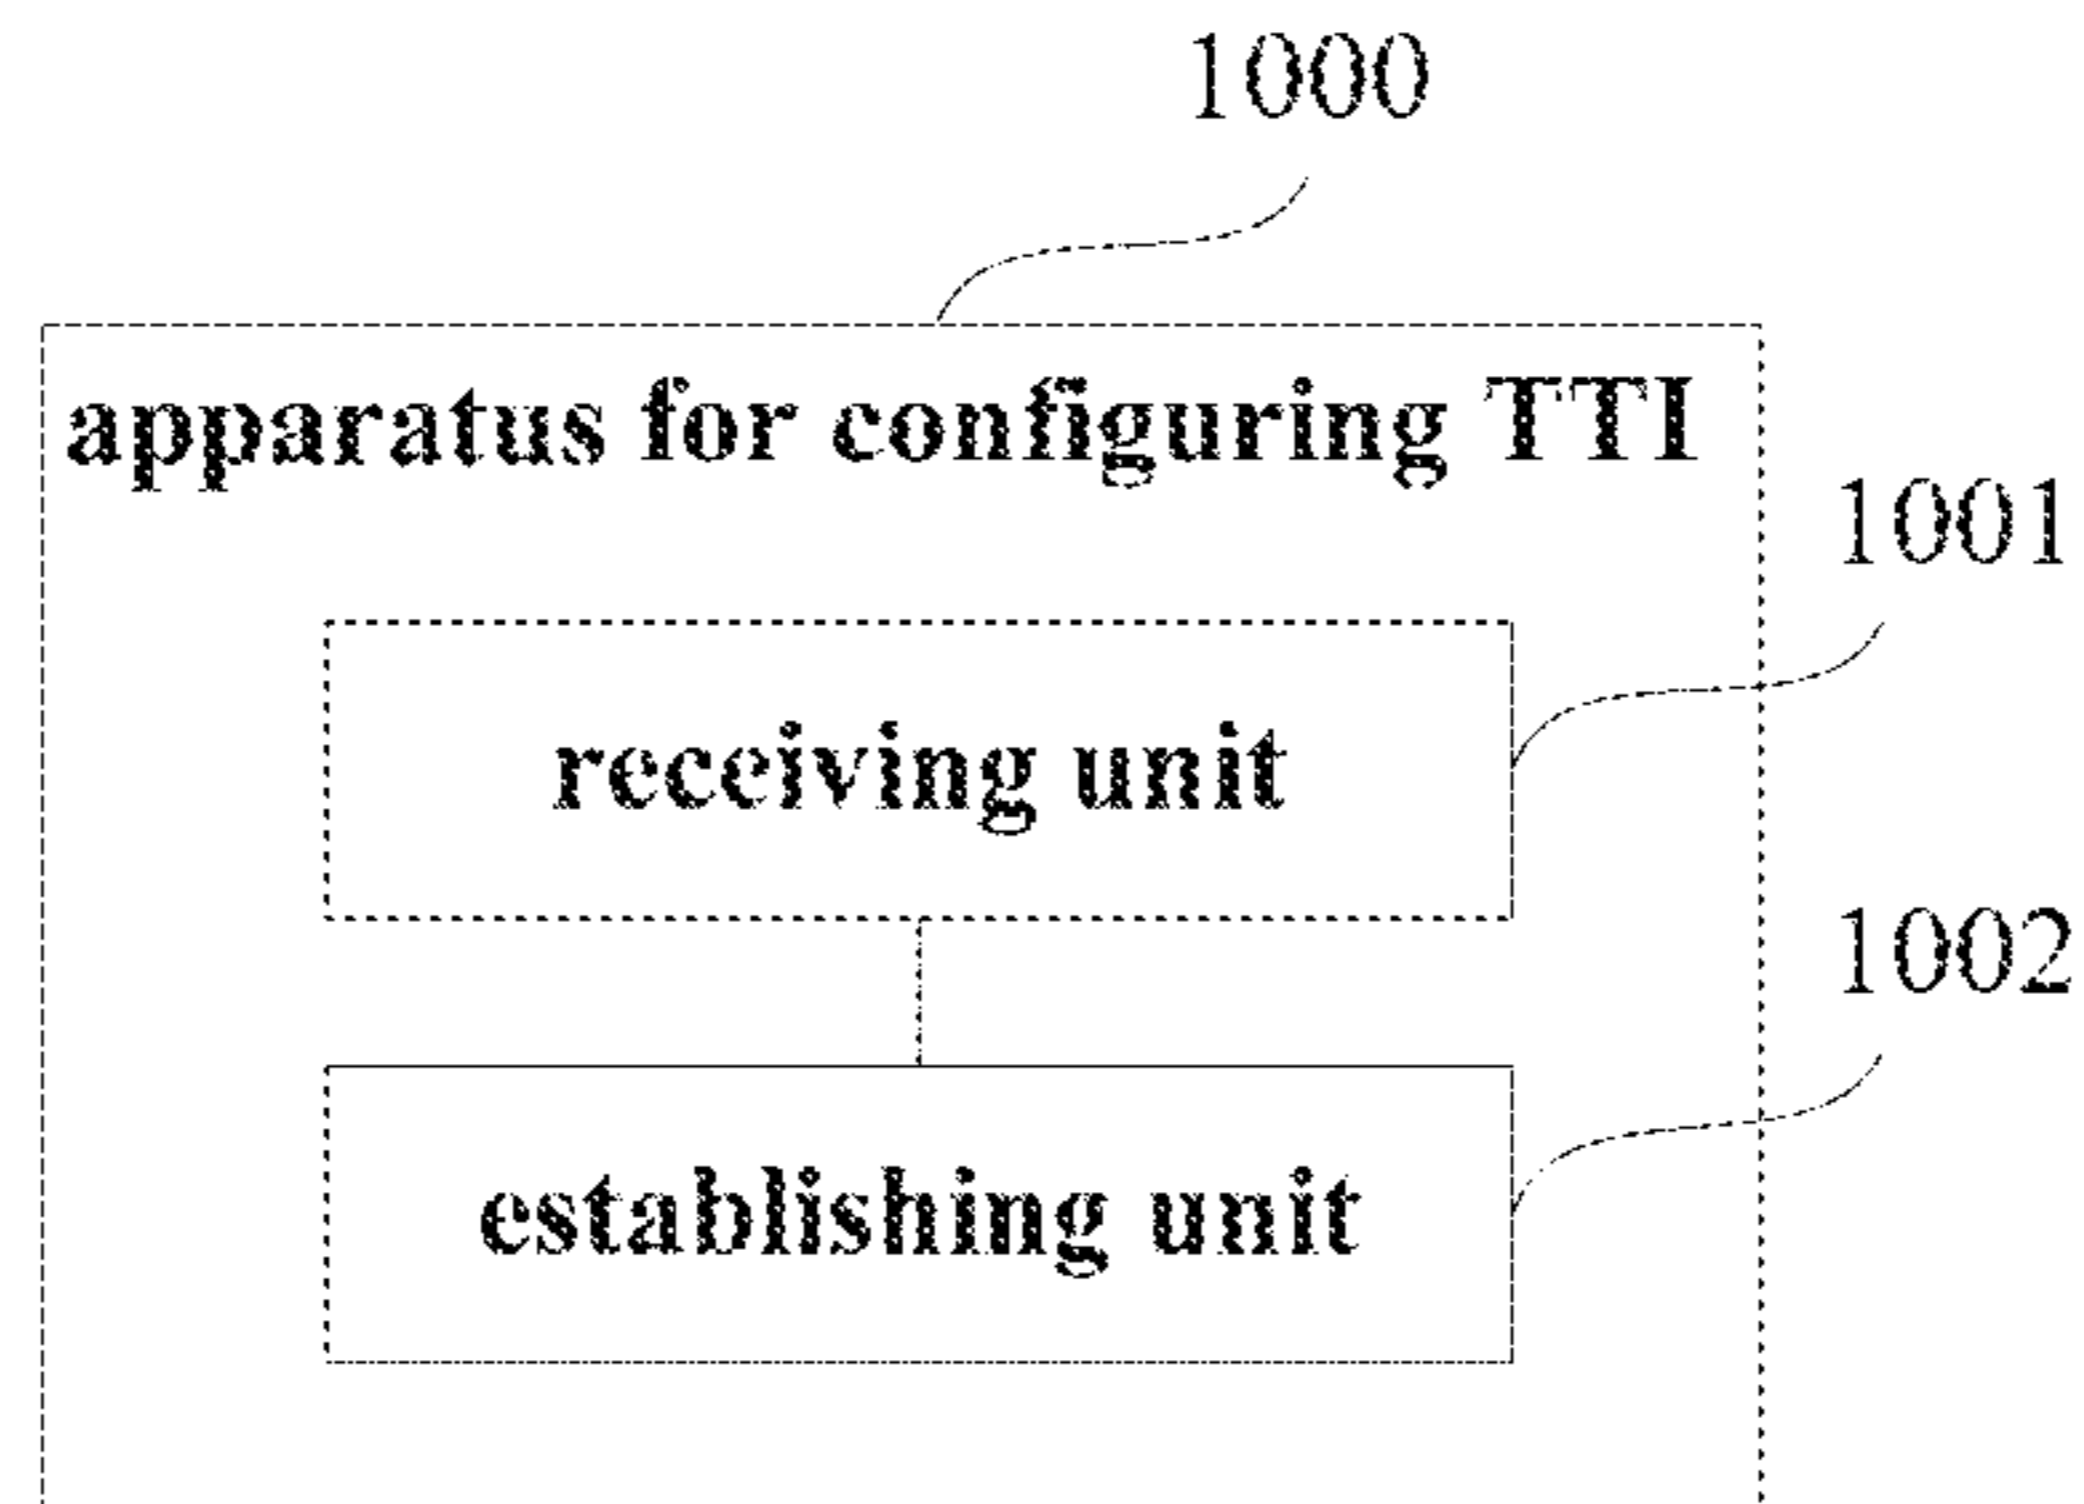 1000
apparatus for configuring TTI
1001
receiving unit
1002
establishing unit